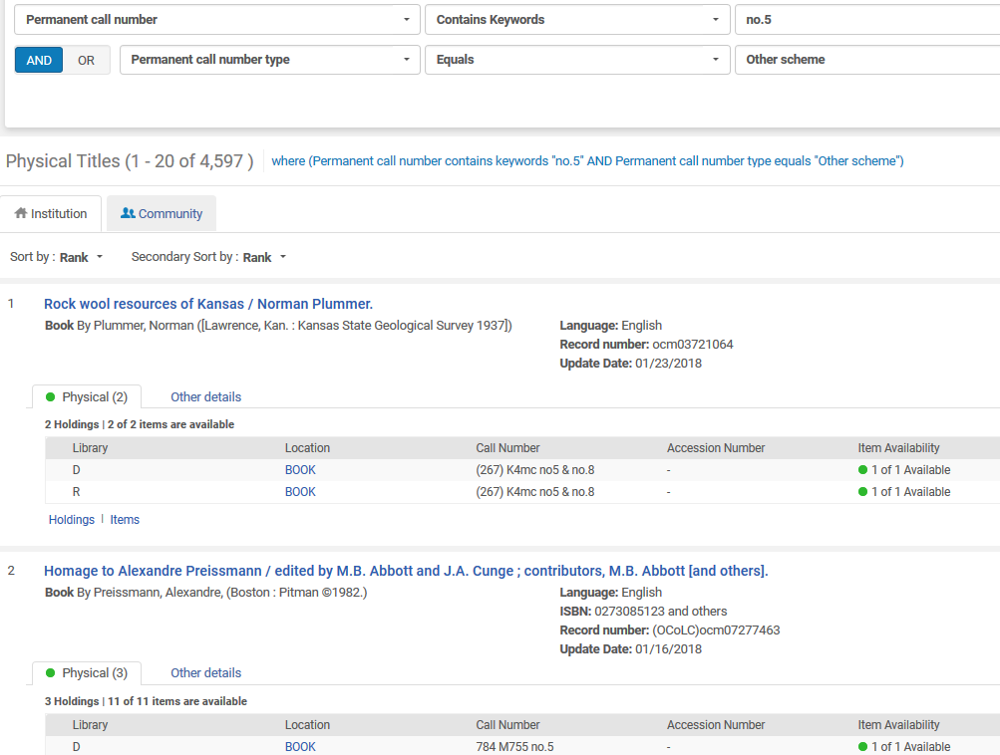 Permanent call number Contains Keywords no.5
AND OR Permanent call number type Equals Other scheme
Physical Titles (1 - 20 of 4,597 ) where (Permanent call number contains keywords "no.5" AND Permanent call number type equals "Other scheme")
Institution Community
Sort by : Rank Secondary Sort by : Rank
1 Rock wool resources of Kansas / Norman Plummer.
Book By Plummer, Norman ([Lawrence, Kan. : Kansas State Geological Survey 1937]) Language: English
Record number: ocm03721064
Update Date: 01/23/2018
Physical (2) Other details
2 Holdings | 2 of 2 items are available
Library Location Call Number Accession Number Item Availability
D BOOK (267) K4mc no5 & no.8 - 1 of 1 Available
R BOOK (267) K4mc no5 & no.8 - 1 of 1 Available
Holdings | Items
2 Homage to Alexandre Preissmann / edited by M.B. Abbott and J.A. Cunge ; contributors, M.B. Abbott [and others].
Book By Preissmann, Alexandre, (Boston : Pitman ©1982.) Language: English
ISBN: 0273085123 and others
Record number: (OCoLC)ocm07277463
Update Date: 01/16/2018
Physical (3) Other details
3 Holdings | 11 of 11 items are available
Library Location Call Number Accession Number Item Availability
D BOOK 784 M755 no.5 - 1 of 1 Available